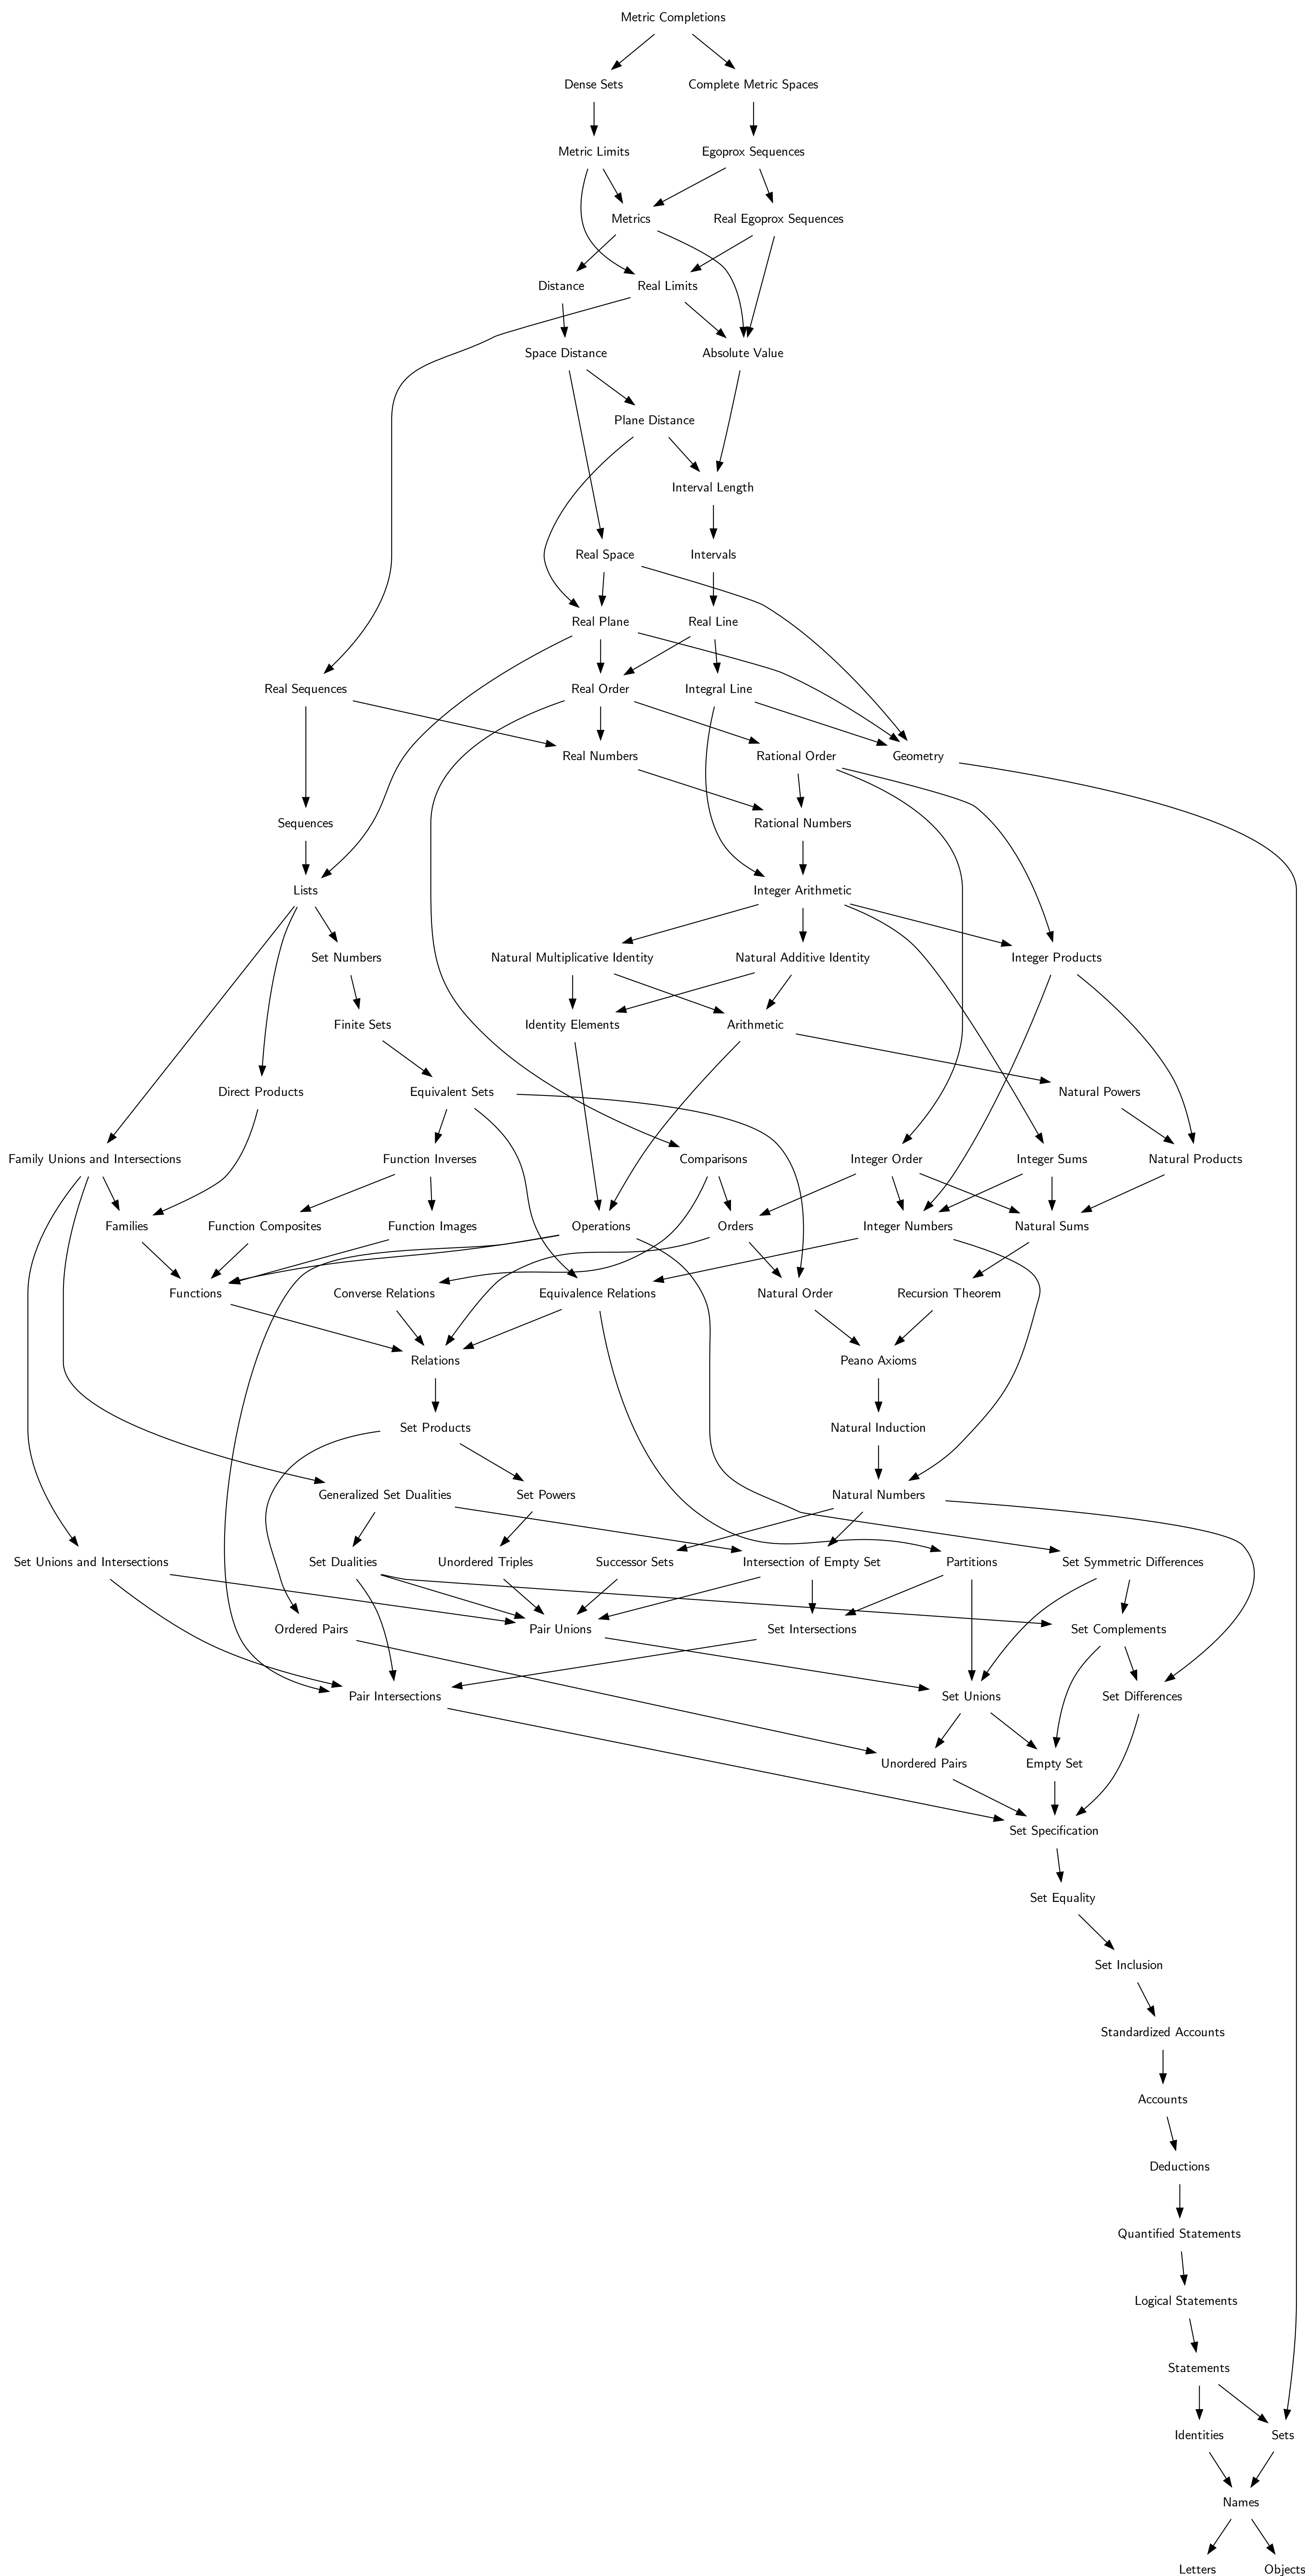 Metric Completions
Dense Sets
Complete Metric Spaces
Metric Limits
Egoprox Sequences
Metrics
Real Egoprox Sequences
Distance
Real Limits
Space Distance
Absolute Value
Plane Distance
Interval Length
Real Space
Intervals
Real Plane
Real Line
Real Sequences
Real Order
Integral Line
Real Numbers
Rational Order
Geometry
Sequences
Rational Numbers
Lists
Integer Arithmetic
Set Numbers
Natural Multiplicative Identity
Natural Additive Identity
Integer Products
Finite Sets
Identity Elements
Arithmetic
Direct Products
Equivalent Sets
Natural Powers
Family Unions and Intersections
Function Inverses
Comparisons
Integer Order
Integer Sums
Natural Products
Families
Function Composites
Function Images
Operations
Orders
Integer Numbers
Natural Sums
Functions
Converse Relations
Equivalence Relations
Natural Order
Recursion Theorem
Relations
Peano Axioms
Set Products
Natural Induction
Generalized Set Dualities
Set Powers
Natural Numbers
Set Unions and Intersections
Set Dualities
Unordered Triples
Successor Sets
Intersection of Empty Set
Partitions
Set Symmetric Differences
Ordered Pairs
Pair Unions
Set Intersections
Set Complements
Pair Intersections
Set Unions
Set Differences
Unordered Pairs
Empty Set
Set Specification
Set Equality
Set Inclusion
Standardized Accounts
Accounts
Deductions
Quantified Statements
Logical Statements
Statements
Identities
Sets
Names
Letters
Objects